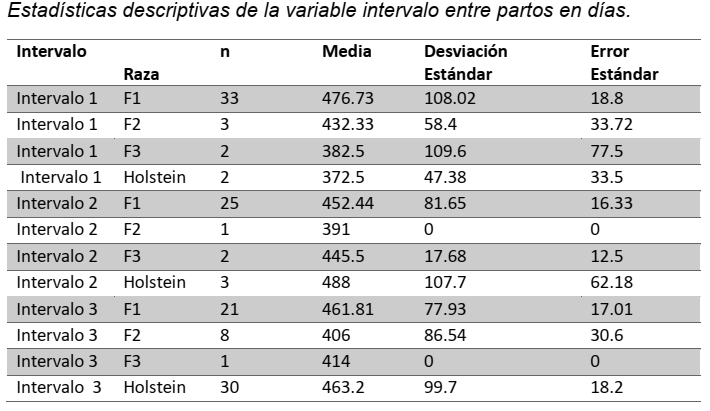 Estadísticas descriptivas de la variable intervalo entre partos en días.
Intervalo Raza n Media Desviación Estándar Error Estándar
Intervalo 1 F1 33 476.73 108.02 18.8
Intervalo 1 F2 3 432.33 58.4 33.72
Intervalo 1 F3 2 382.5 109.6 77.5
Intervalo 1 Holstein 2 372.5 47.38 33.5
Intervalo 2 F1 25 452.44 81.65 16.33
Intervalo 2 F2 1 391 0 0
Intervalo 2 F3 2 445.5 17.68 12.5
Intervalo 2 Holstein 3 488 107.7 62.18
Intervalo 3 F1 21 461.81 77.93 17.01
Intervalo 3 F2 8 406 86.54 30.6
Intervalo 3 F3 1 414 0 0
Intervalo 3 Holstein 30 463.2 99.7 18.2